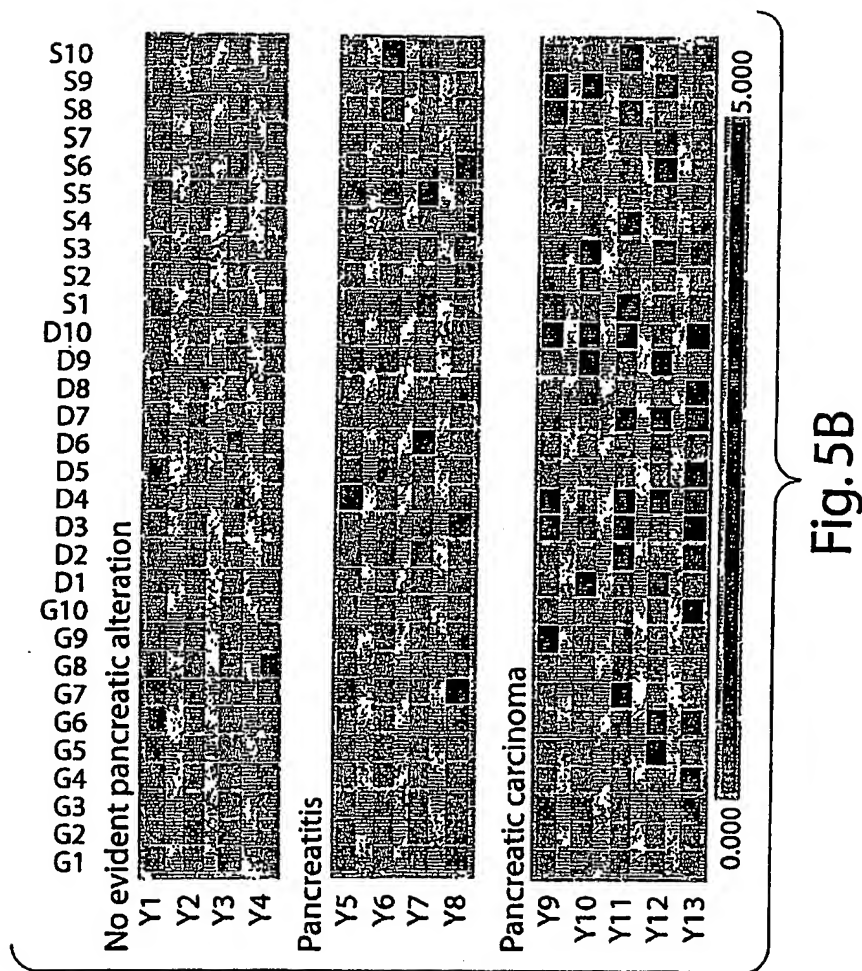 G1 G2 G3 G4 G5 G6 G7 G8 G9 G10 D1 D2 D3 D4 D5 D6 D7 D8 D9 D10 S1 S2 S3 S4 S5 S6 S7 S8 S9 S10
No evident pancreatic alteration
Y1
Y2
Y3
Y4
Pancreatitis
Y5
Y6
Y7
Y8
Pancreatic carcinoma
Y9
Y10
Y11
Y12
Y13
0.000 15.000
Fig. 5B